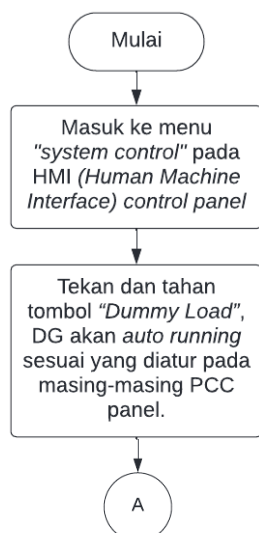 Mulai
Masuk ke menu
"system control" pada
HMI (Human Machine
Interface) control panel
Tekan dan tahan
tombol “Dummy Load”,
DG akan auto running
sesuai yang diatur pada
masing-masing PCC
panel.
A